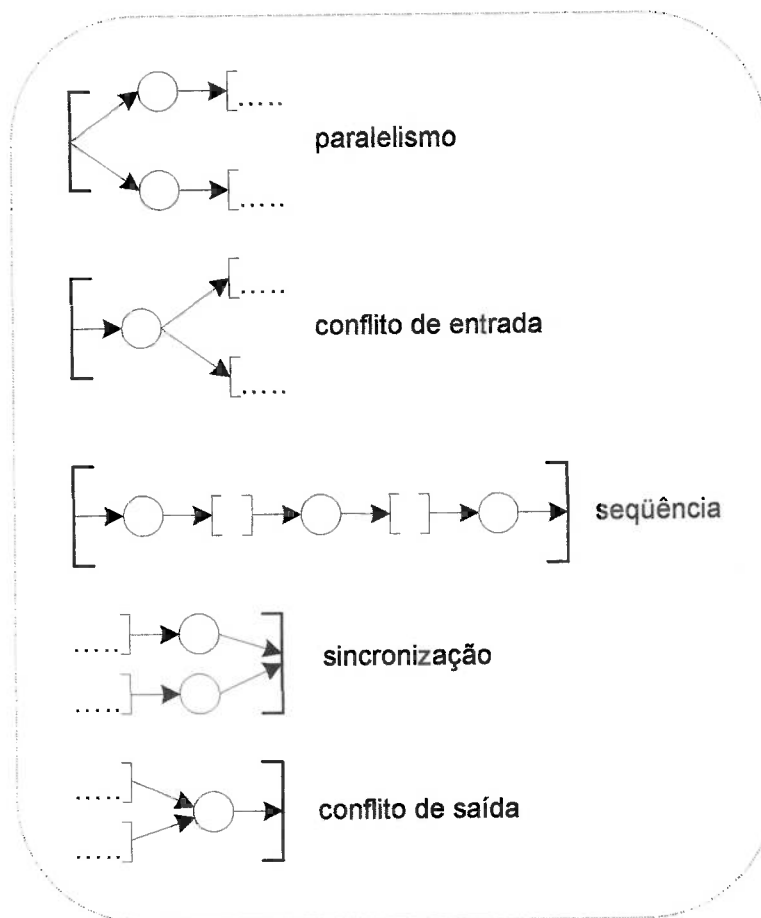 paralelismo
conflito de entrada
seqüência
sincronização
conflito de saída